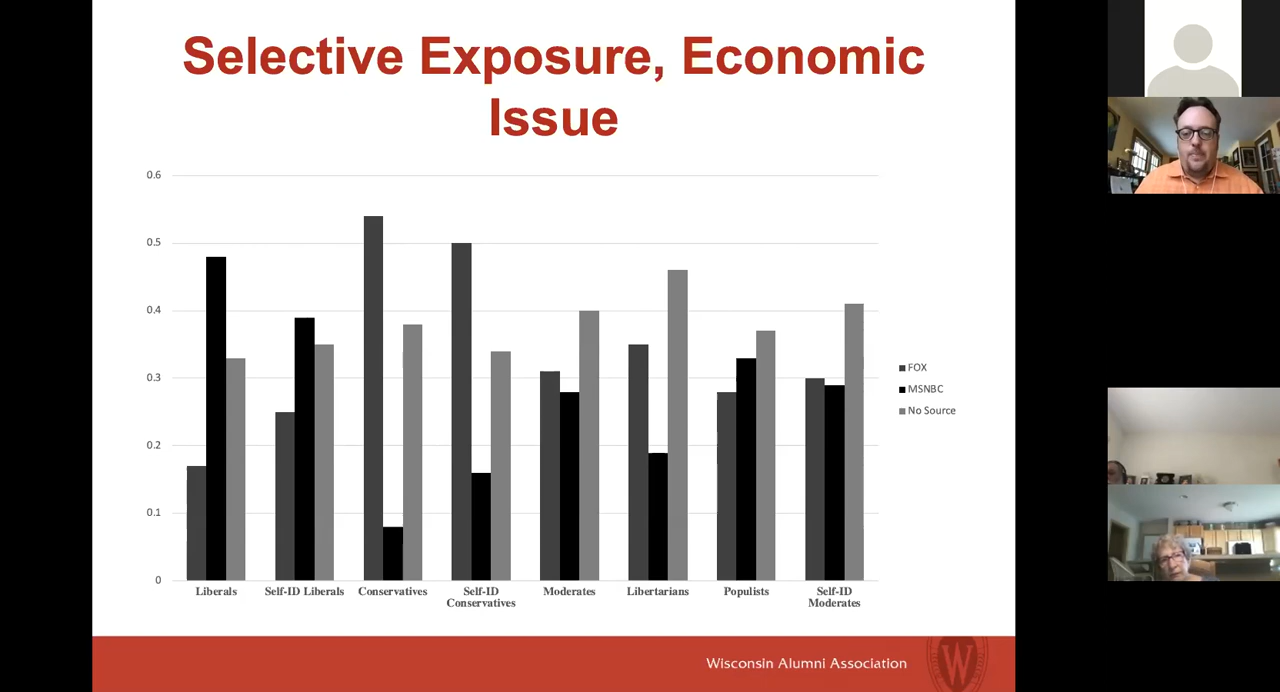 Selective Exposure, Economic
Issue
0.6
0.5
0.4
0.3
0.2
0.1
0
Liberals
Self-ID Liberals
Conservatives
Self-ID
Conservatives
Moderates
Libertarians
Populists
Self-ID
Moderates
FOX
MSNBC
No Source
Wisconsin Alumni Association
W